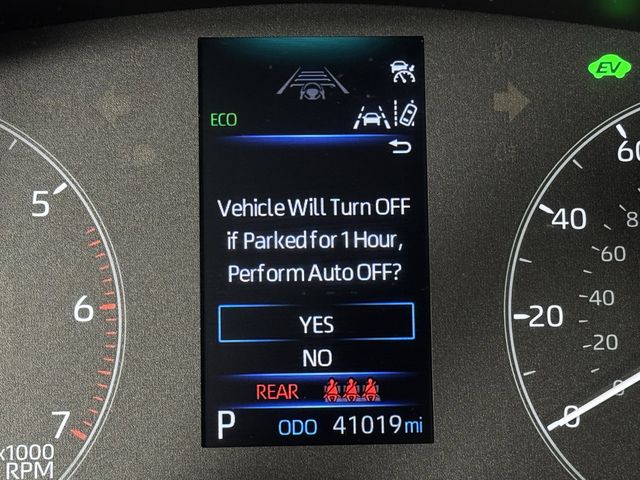 EV
ECO
Vehicle Will Turn OFF
if Parked for 1 Hour,
Perform Auto OFF?
YES
NO
REAR
P ODO 41019 mi
5
6
7
x1000
RPM
60
40
20
0
80
60
40
20
0